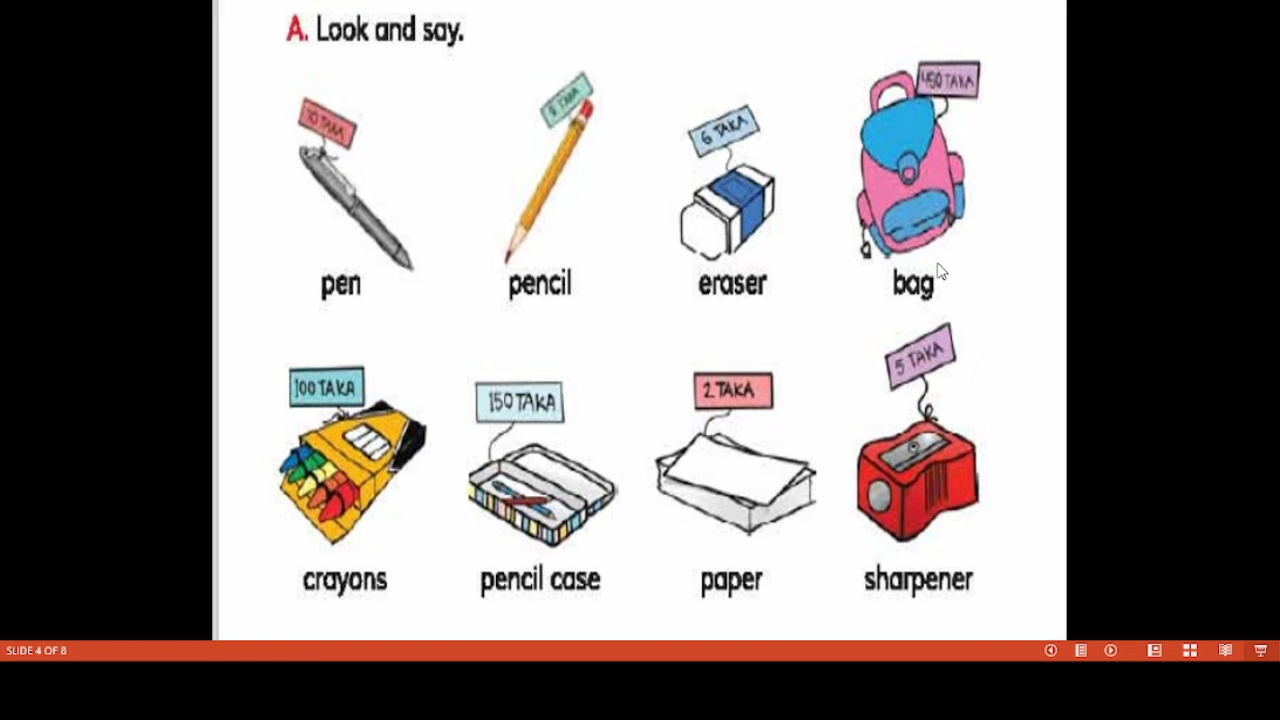 A. Look and say.
10 TAKA
TAKA
6 TAKA
450 TAKA
pen
pencil
eraser
bag
100 TAKA
150 TAKA
2 TAKA
5 TAKA
crayons
pencil case
paper
sharpener
SLIDE 4 OF 8